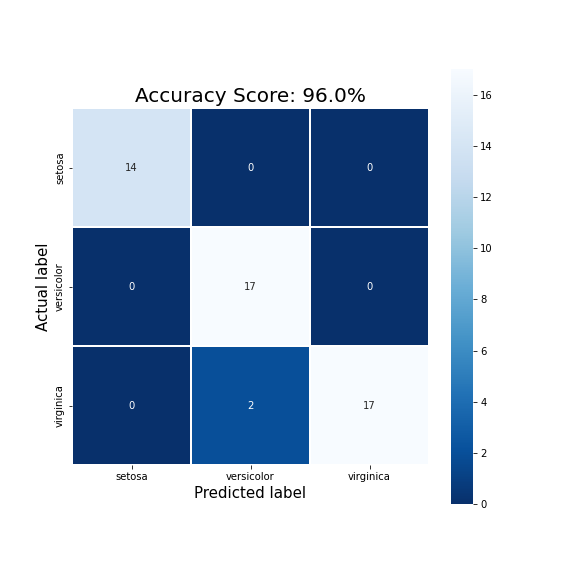 Accuracy Score: 96.0%
Actual label
setosa
14 0 0
versicolor
0 17 0
virginica
0 2 17
setosa versicolor virginica
Predicted label
16
14
12
10
8
6
4
2
0